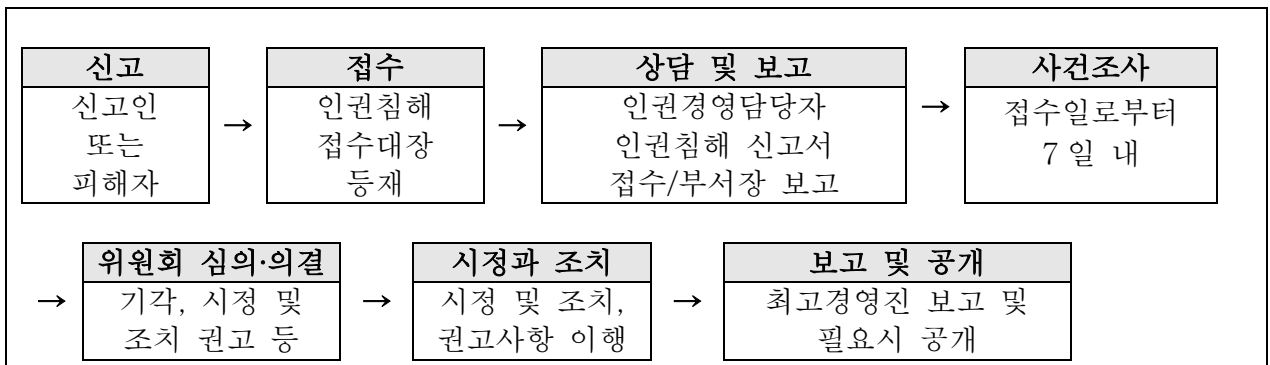 신고
신고인
또는
피해자
→
접수
인권침해
접수대장
등재
→
상담 및 보고
인권경영담당자
인권침해 신고서
접수/부서장 보고
→
사건조사
접수일로부터
7일 내
→
위원회 심의·의결
기각, 시정 및
조치 권고 등
→
시정과 조치
시정 및 조치,
권고사항 이행
→
보고 및 공개
최고경영진 보고 및
필요시 공개